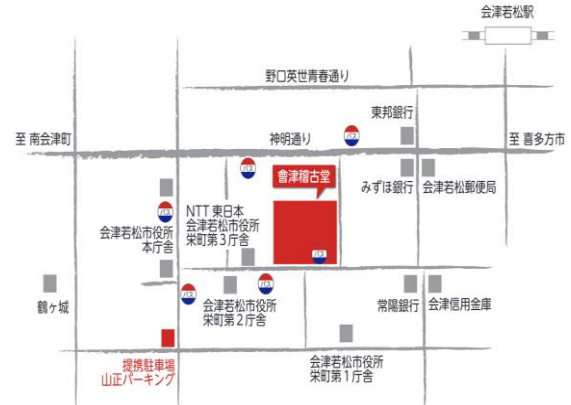 会津若松駅
野口英世青春通り
東邦銀行
バス
至 南会津町
神明通り
至 喜多方市
バス
會津稽古堂
みずほ銀行
会津若松郵便局
バス
NTT 東日本
会津若松市役所
栄町第３庁舎
会津若松市役所
本庁舎
バス
バス
バス
鶴ヶ城
会津若松市役所
栄町第２庁舎
常陽銀行
会津信用金庫
提携駐車場
山正パーキング
会津若松市役所
栄町第１庁舎